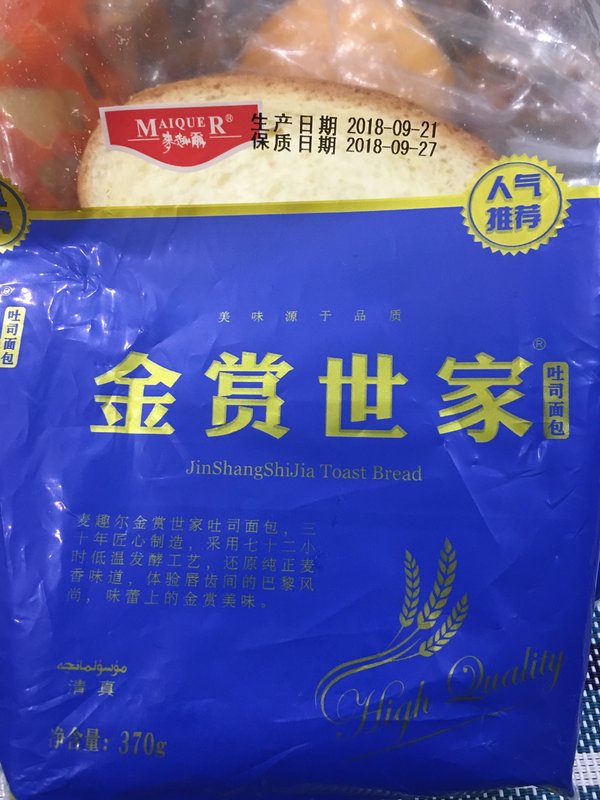 MAIQUER®
麦趣爾
生产日期 2018-09-21
保质日期 2018-09-27
人气
推荐
吐司面包
美味源于品质
金赏世家®
吐司面包
JinShangShiJia Toast Bread
麦趣尔金赏世家吐司面包，三
十年匠心制造，采用七十二小
时低温发酵工艺，还原纯正麦
香味道，体验唇齿间的巴黎风
尚，味蕾上的金赏美味。
مۇسۇلمانچە
清真
High Quality
净含量：370g